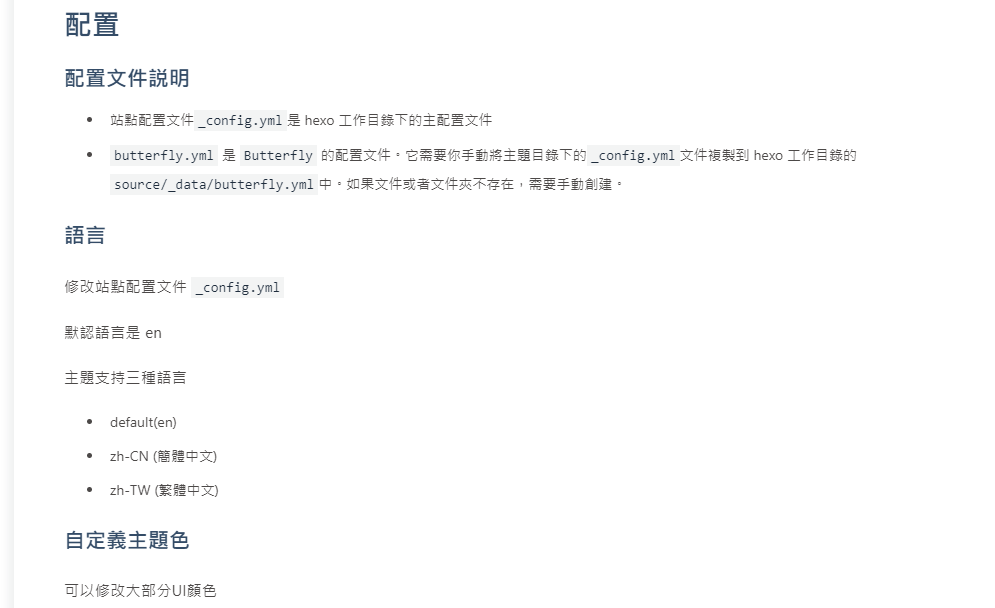 配置
配置文件說明
站點配置文件 _config.yml 是 hexo 工作目錄下的主配置文件
butterfly.yml 是 Butterfly 的配置文件。它需要你手動將主題目錄下的 _config.yml 文件複製到 hexo 工作目錄的
source/_data/butterfly.yml 中。如果文件或者文件夾不存在，需要手動創建。
語言
修改站點配置文件 _config.yml
默認語言是 en
主題支持三種語言
default(en)
zh-CN (簡體中文)
zh-TW (繁體中文)
自定義主題色
可以修改大部分UI顏色